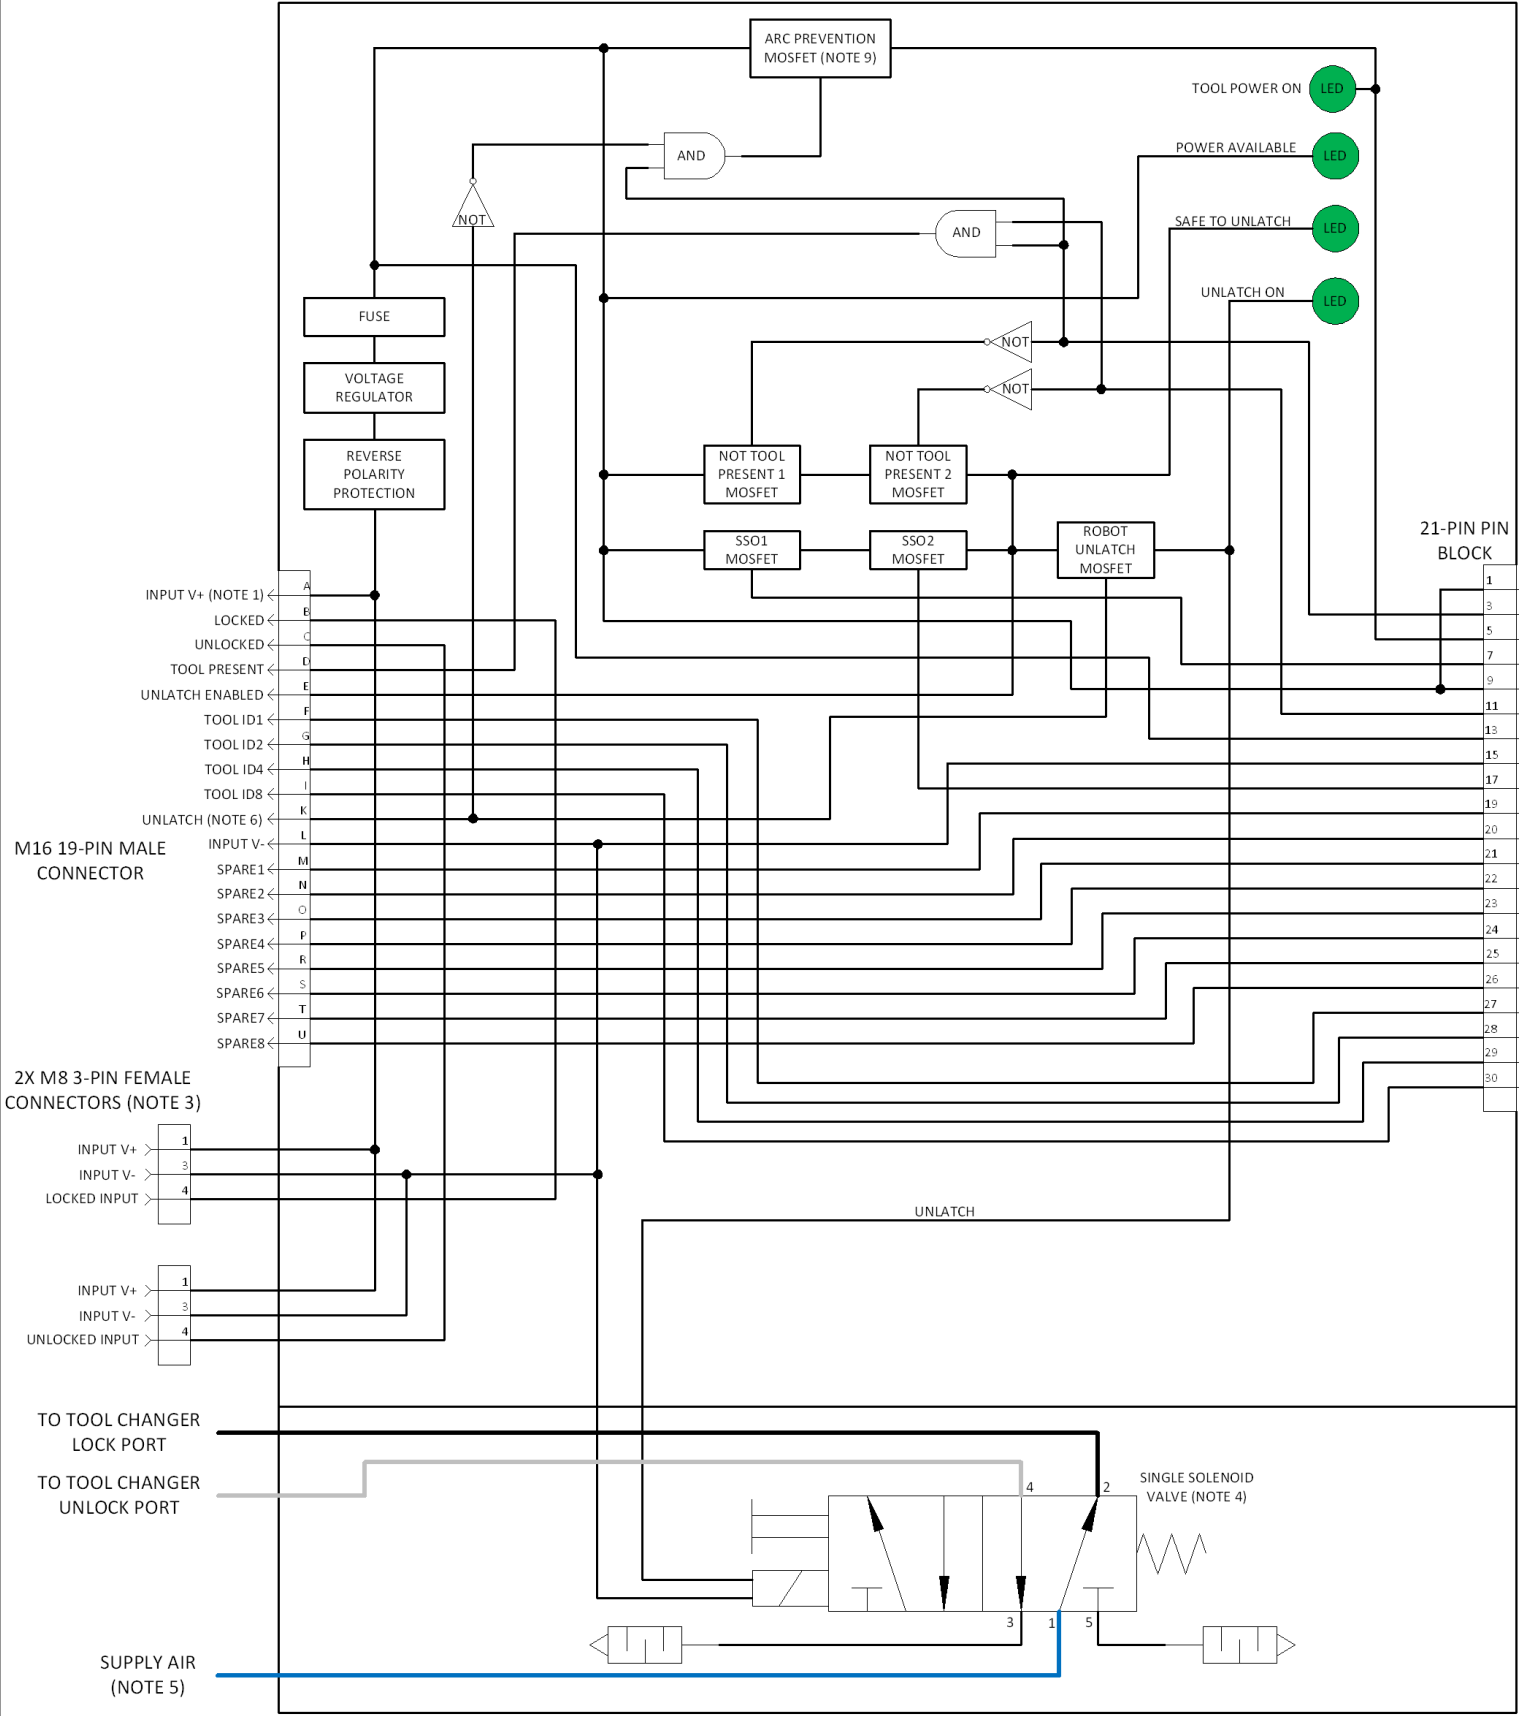 ARC PREVENTION
MOSFET (NOTE 9)
TOOL POWER ON
LED
AND
POWER AVAILABLE
LED
NOT
AND
SAFE TO UNLATCH
LED
UNLATCH ON
LED
FUSE
NOT
VOLTAGE
REGULATOR
NOT
REVERSE
POLARITY
PROTECTION
NOT TOOL
PRESENT 1
MOSFET
NOT TOOL
PRESENT 2
MOSFET
SSO1
MOSFET
SSO2
MOSFET
ROBOT
UNLATCH
MOSFET
21-PIN PIN
BLOCK
INPUT V+ (NOTE 1)
A
LOCKED
B
UNLOCKED
C
TOOL PRESENT
D
UNLATCH ENABLED
E
TOOL ID1
F
TOOL ID2
G
TOOL ID4
H
TOOL ID8
I
UNLATCH (NOTE 6)
K
INPUT V-
L
SPARE1
M
SPARE2
N
SPARE3
O
SPARE4
P
SPARE5
R
SPARE6
S
SPARE7
T
SPARE8
U
M16 19-PIN MALE
CONNECTOR
1
3
5
7
9
11
13
15
17
19
20
21
22
23
24
25
26
27
28
29
30
2X M8 3-PIN FEMALE
CONNECTORS (NOTE 3)
INPUT V+
1
INPUT V-
3
LOCKED INPUT
4
UNLATCH
INPUT V+
1
INPUT V-
3
UNLOCKED INPUT
4
TO TOOL CHANGER
LOCK PORT
TO TOOL CHANGER
UNLOCK PORT
4
2
SINGLE SOLENOID
VALVE (NOTE 4)
3
1
5
SUPPLY AIR
(NOTE 5)